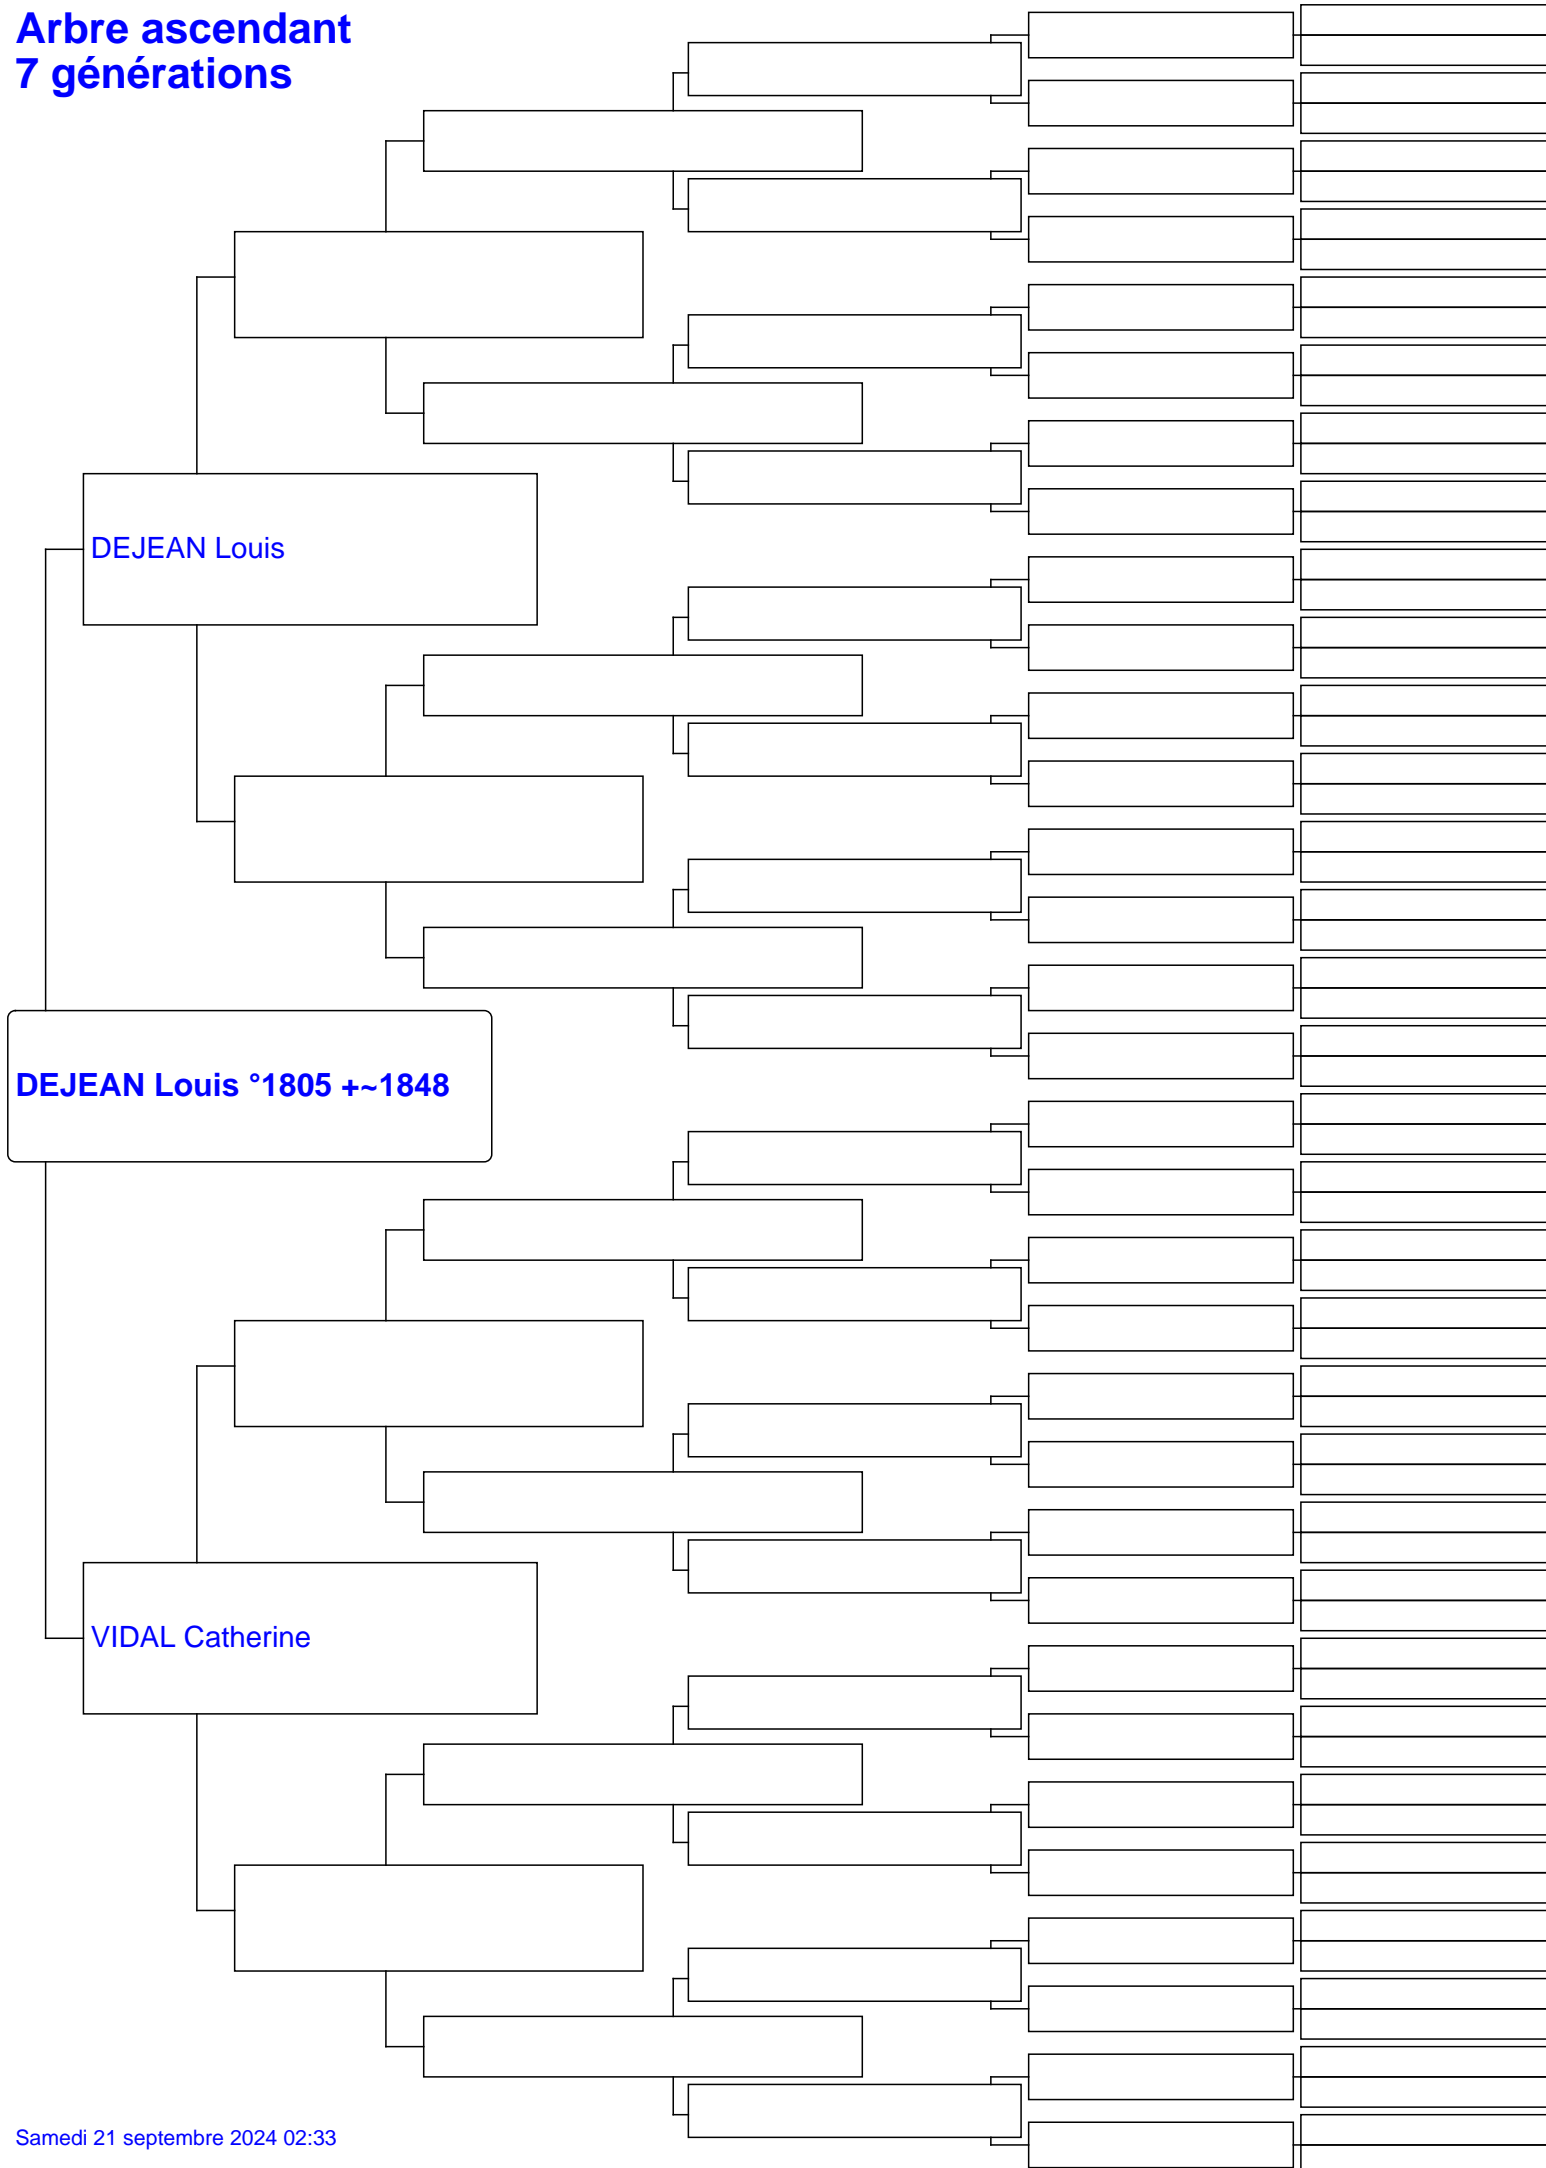 Arbre ascendant
7 générations
DEJEAN Louis
DEJEAN Louis °1805 +~1848
VIDAL Catherine
Samedi 21 septembre 2024 02:33